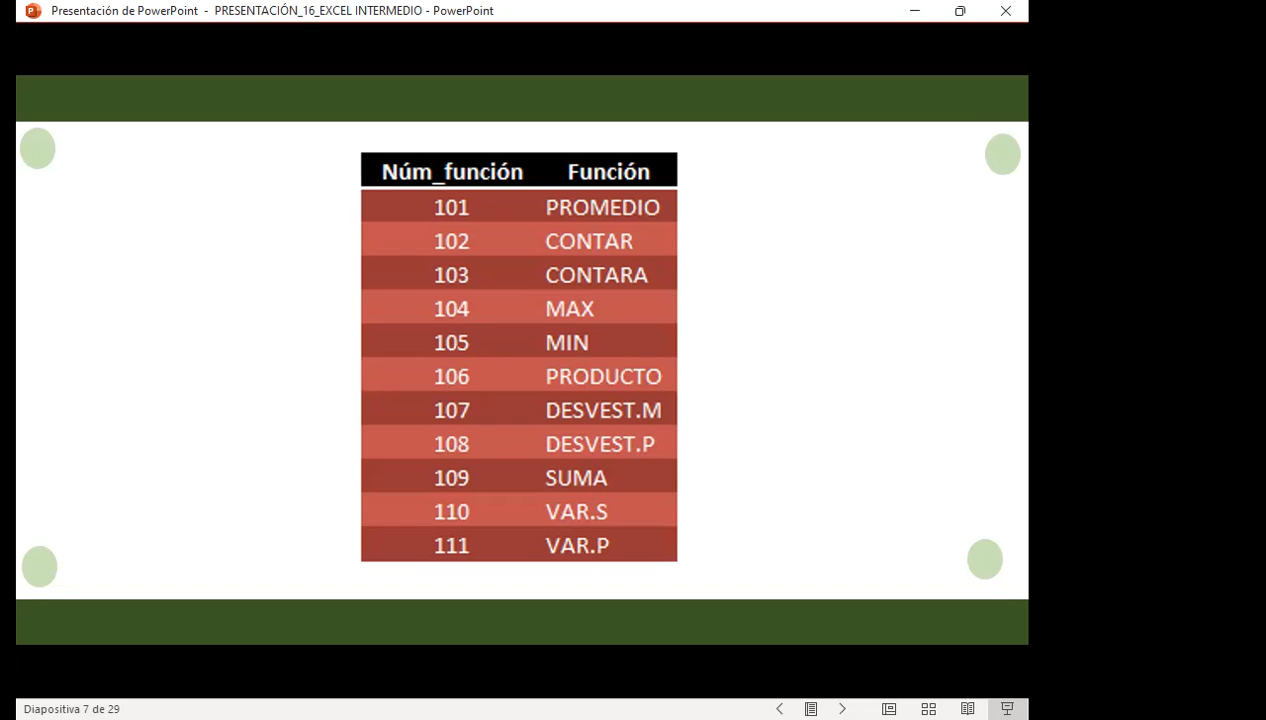 Presentación de PowerPoint - PRESENTACIÓN_16_EXCEL INTERMEDIO - PowerPoint
Núm_función Función
101 PROMEDIO
102 CONTAR
103 CONTARA
104 MAX
105 MIN
106 PRODUCTO
107 DESVEST.M
108 DESVEST.P
109 SUMA
110 VAR.S
111 VAR.P
Diapositiva 7 de 29